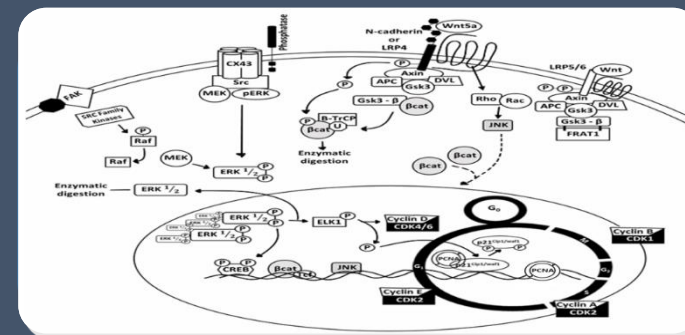 N-cadherin
or
LRP4
Wnt5a
Phosphatase
CX43
Src
MEK
pERK
FAK
SRC Family
Kinases
P
Raf
P
Raf
MEK
ERK ½
P
P
P
Axin
APC
DVL
Gsk3
Gsk3 - β
βcat
P
P
B-TrCP
βcat
U
Enzymatic
digestion
Rho
Rac
JNK
LRP5/6
Wnt
P
P
Axin
APC
DVL
Gsk3
Gsk3 - β
FRAT1
βcat
βcat
Enzymatic
digestion
ERK ½
ERK ½
P
P
ERK ½
P
P
ELK1
P
P
P
P
CREB
βcat
JNK
Cyclin D
CDK4/6
P
G₀
Cyclin B
CDK1
M
G₂
S
G₁
P
P
PCNA
PCNA
Cyclin E
CDK2
Cyclin A
CDK2